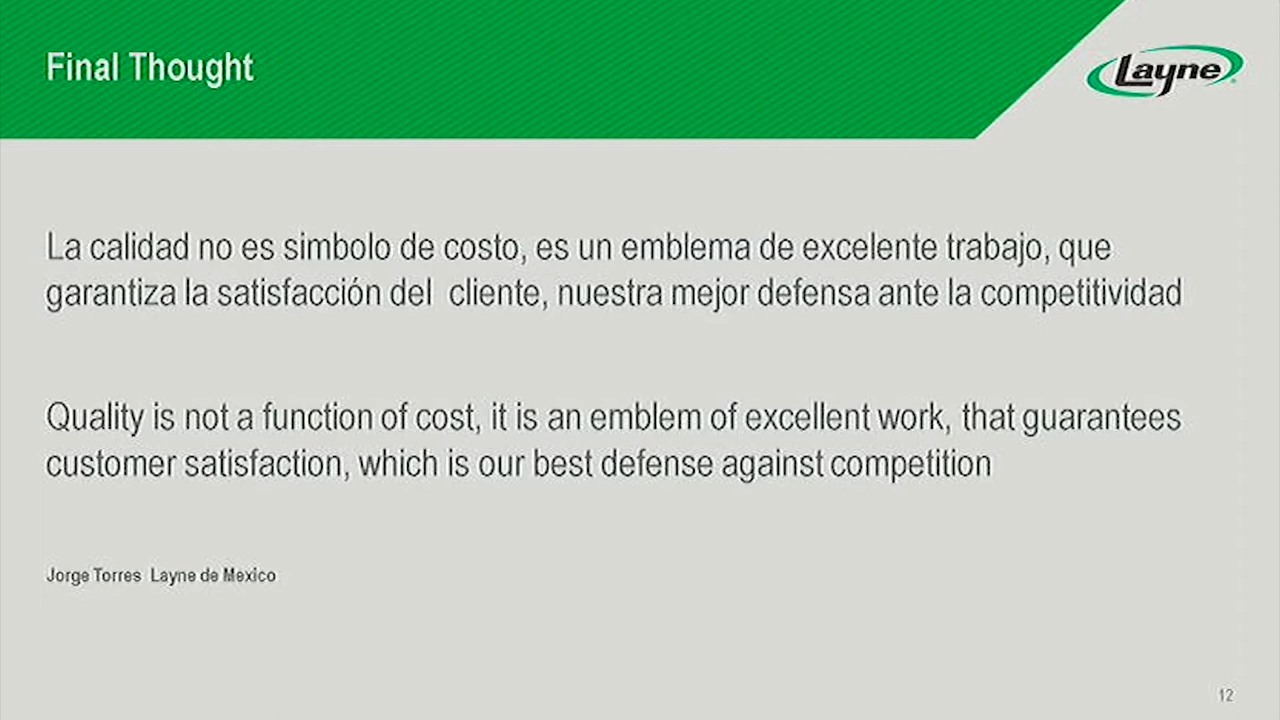 Final Thought
Layne
La calidad no es simbolo de costo, es un emblema de excelente trabajo, que
garantiza la satisfacción del cliente, nuestra mejor defensa ante la competitividad
Quality is not a function of cost, it is an emblem of excellent work, that guarantees
customer satisfaction, which is our best defense against competition
Jorge Torres Layne de Mexico
12